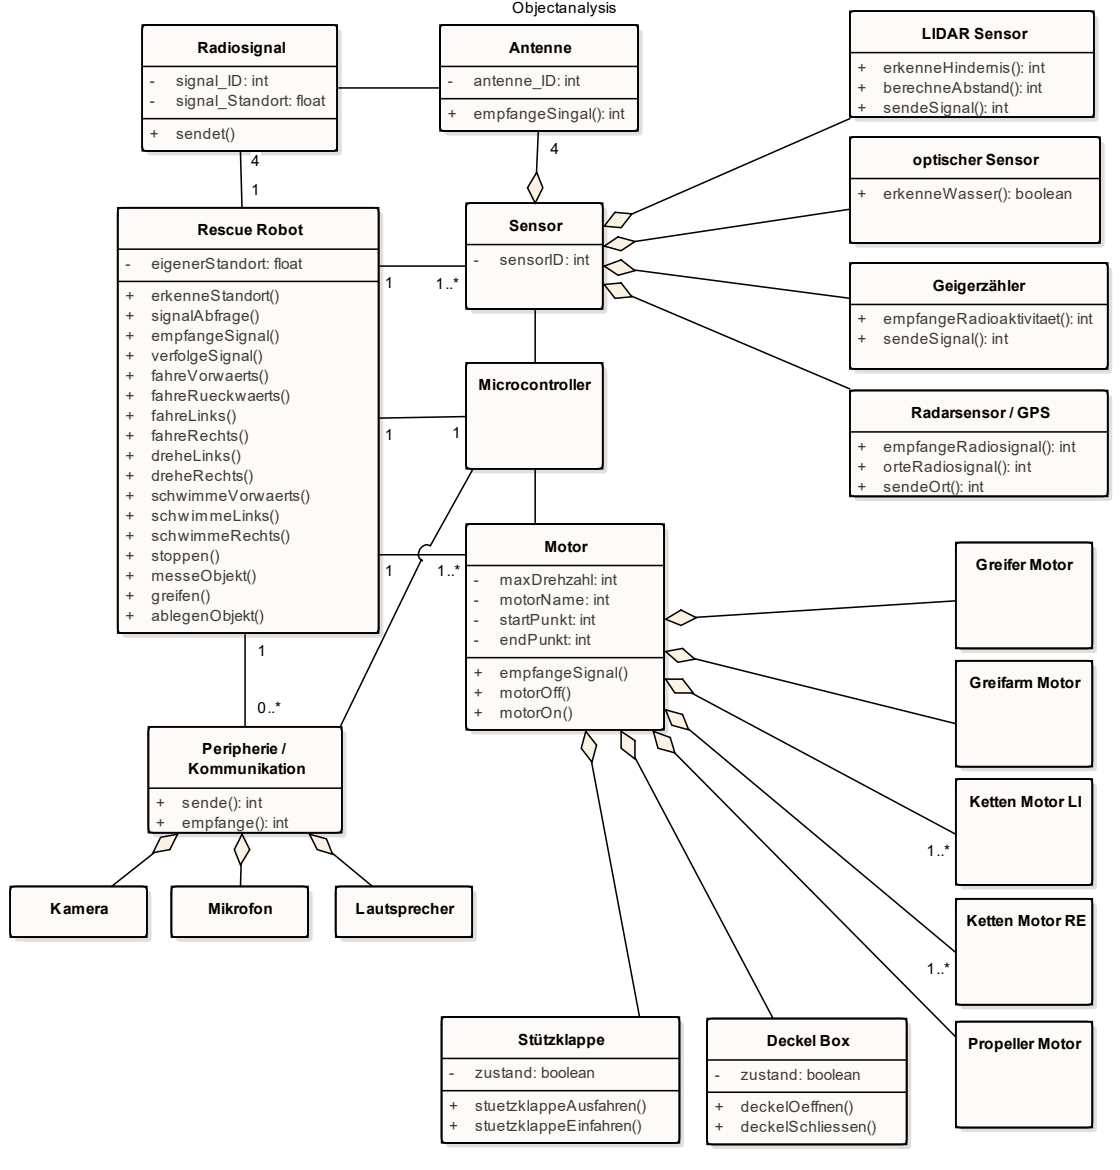 Objectanalysis
Radiosignal
- signal_ID: int
- signal_Standort: float
+ sendet()
Antenne
- antenne_ID: int
+ empfangeSingal(): int
LIDAR Sensor
+ erkenneHindernis(): int
+ berechneAbstand(): int
+ sendeSignal(): int
4
1
4
optischer Sensor
+ erkenneWasser(): boolean
Rescue Robot
- eigenerStandort: float
+ erkenneStandort()
+ signalAbfrage()
+ empfangeSignal()
+ verfolgeSignal()
+ fahreVorwaerts()
+ fahreRueckwaerts()
+ fahreLinks()
+ fahreRechts()
+ dreheLinks()
+ dreheRechts()
+ schwimmeVorwaerts()
+ schwimmeLinks()
+ schwimmeRechts()
+ stoppen()
+ messeObjekt()
+ greifen()
+ ablegenObjekt()
Sensor
- sensorID: int
1
1..*
Geigerzähler
+ empfangeRadioaktivitaet(): int
+ sendeSignal(): int
Microcontroller
1
1
Radarsensor / GPS
+ empfangeRadiosignal(): int
+ orteRadiosignal(): int
+ sendeOrt(): int
Motor
- maxDrehzahl: int
- motorName: int
- startPunkt: int
- endPunkt: int
+ empfangeSignal()
+ motorOff()
+ motorOn()
1
1..*
Greifer Motor
Greifarm Motor
Ketten Motor LI
1..*
Ketten Motor RE
1..*
Propeller Motor
1
0..*
Peripherie /
Kommunikation
+ sende(): int
+ empfange(): int
Kamera
Mikrofon
Lautsprecher
Stützklappe
- zustand: boolean
+ stuetzklappeAusfahren()
+ stuetzklappeEinfahren()
Deckel Box
- zustand: boolean
+ deckelOeffnen()
+ deckelSchliessen()